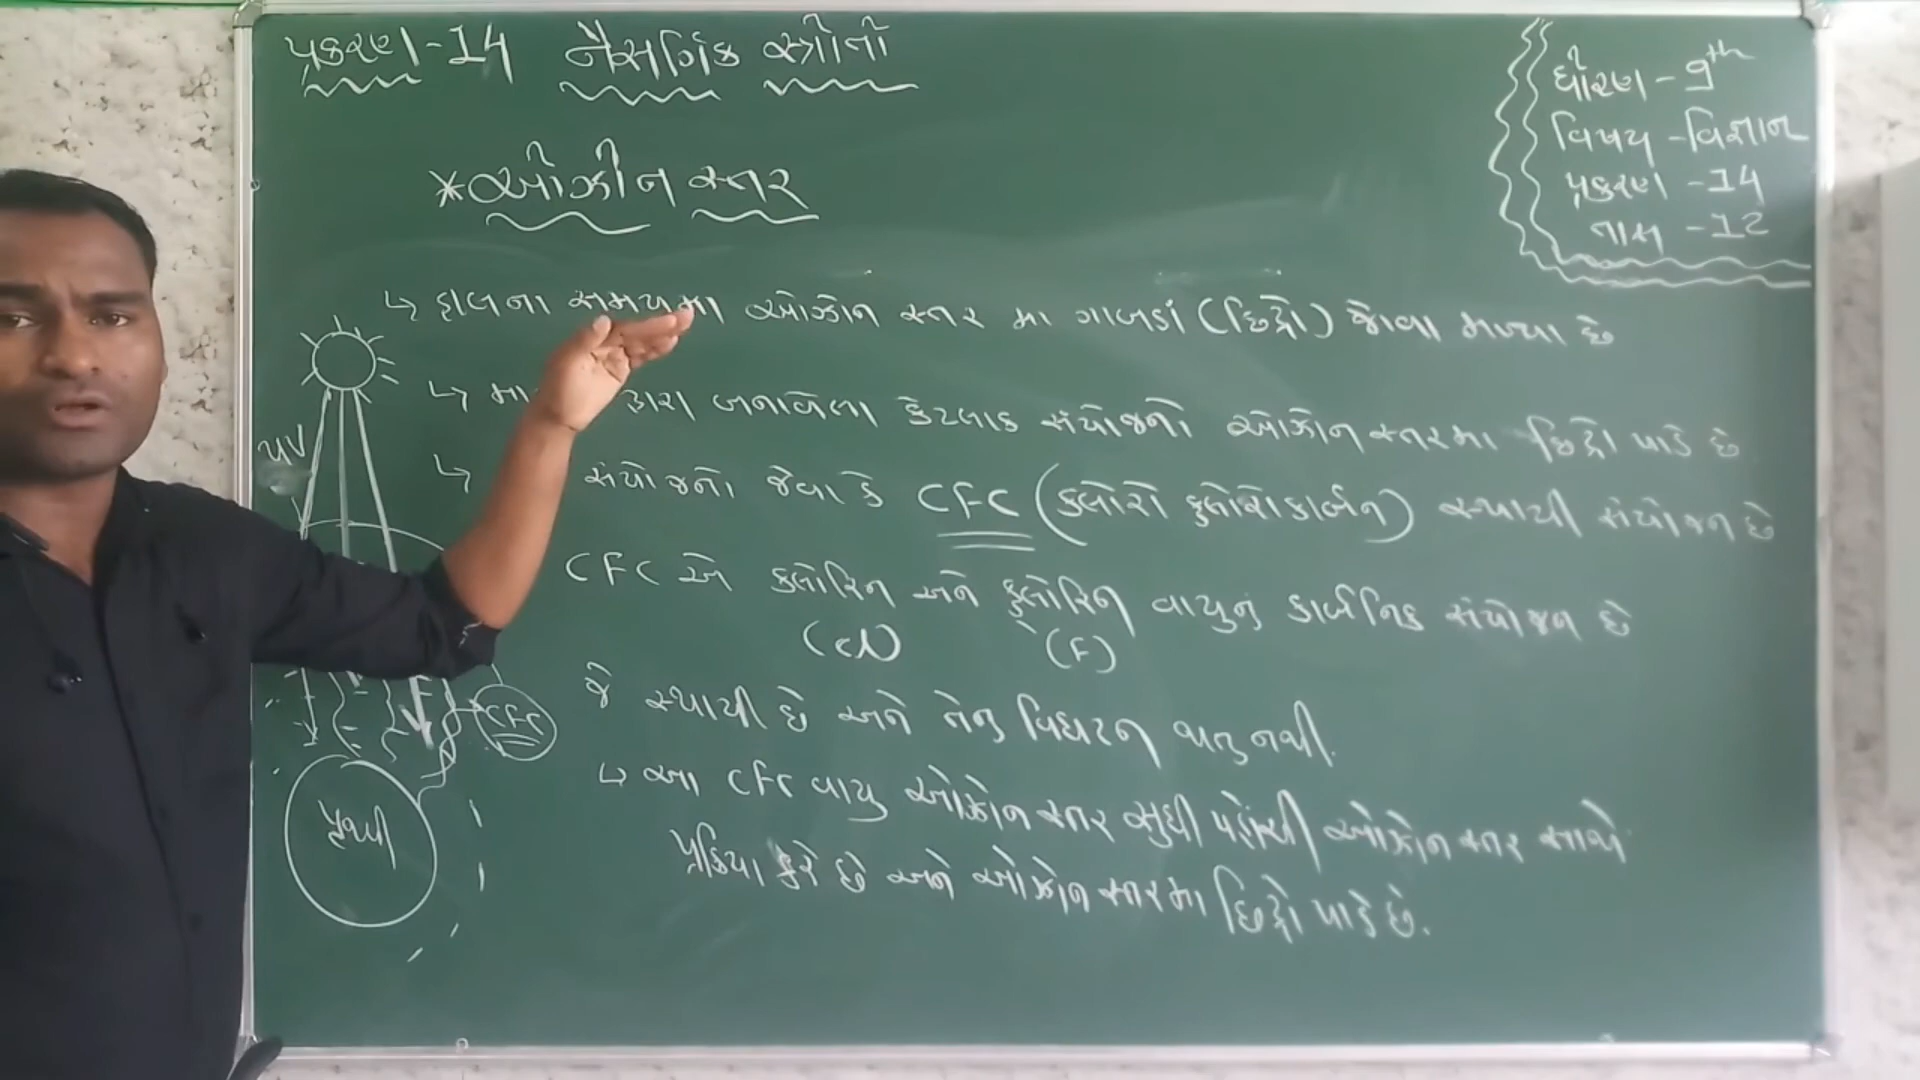 પ્રકરણ-14 નૈસર્ગિક સ્ત્રોતો
*ઓઝોન સ્તર
ધોરણ - 9th
વિષય - વિજ્ઞાન
પ્રકરણ - 14
તાસ - 12
↳ હાલના સમયમા ઓઝોન સ્તર મા ગાબડાં (છિદ્રો) જોવા મળ્યા છે
↳ દ્વારા બનાવેલા કેટલાક સંયોજનો ઓઝોન સ્તરમા છિદ્રો પાડે છે
↳ સંયોજનો જેવા કે CFC (ક્લોરો ફ્લોરોકાર્બન) સ્થાયી સંયોજન છે
CFC એ ક્લોરિન અને ફ્લોરિન વાયુનુ કાર્બનિક સંયોજન છે
(Cl) (F)
જે સ્થાયી છે અને તેનુ વિઘટન થતુ નથી.
↳ આ CFC વાયુ ઓઝોન સ્તર સુધી પહોંચી ઓઝોન સ્તર સાથે
પ્રક્રિયા કરે છે અને ઓઝોન સ્તરમા છિદ્રો પાડે છે.
UV
CFC
પૃથ્વી